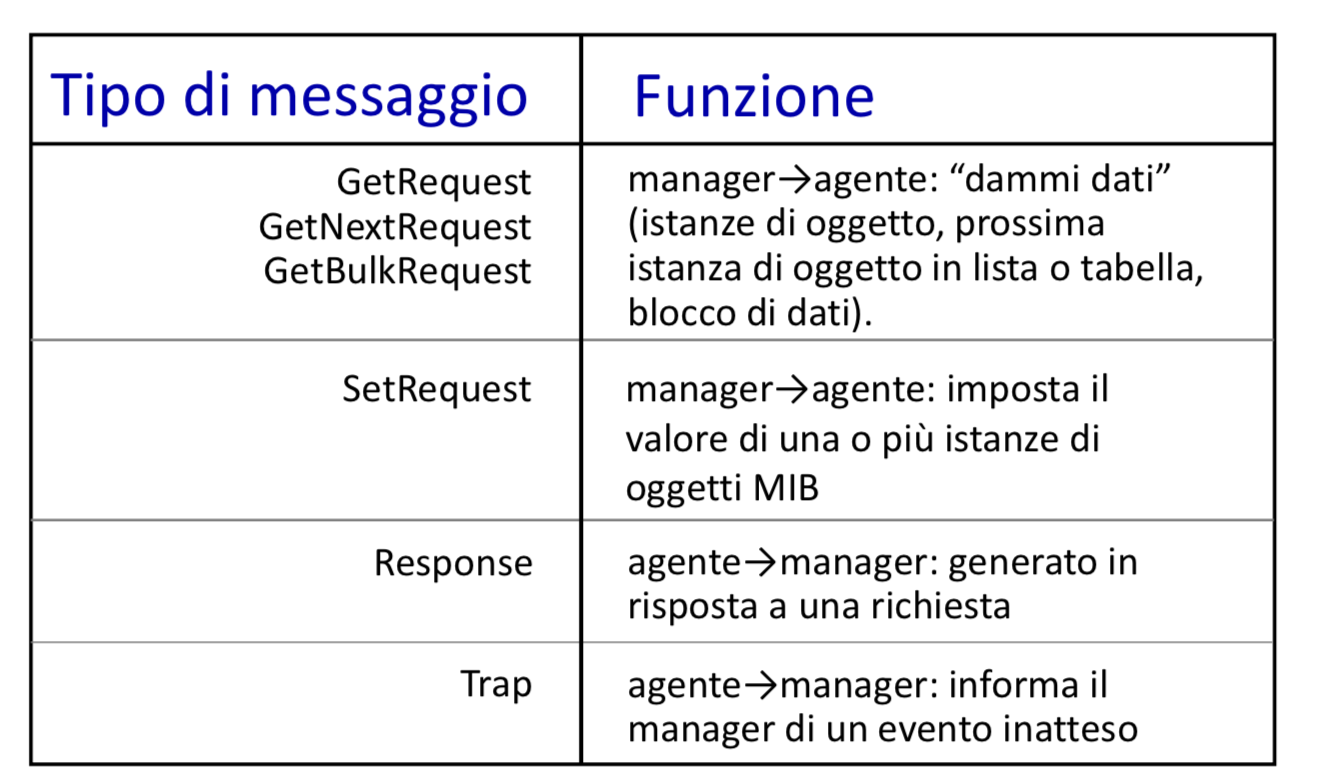 Tipo di messaggio
Funzione
GetRequest
GetNextRequest
GetBulkRequest
manager→agente: “dammi dati”
(istanze di oggetto, prossima
istanza di oggetto in lista o tabella,
blocco di dati).
SetRequest
manager→agente: imposta il
valore di una o più istanze di
oggetti MIB
Response
agente→manager: generato in
risposta a una richiesta
Trap
agente→manager: informa il
manager di un evento inatteso